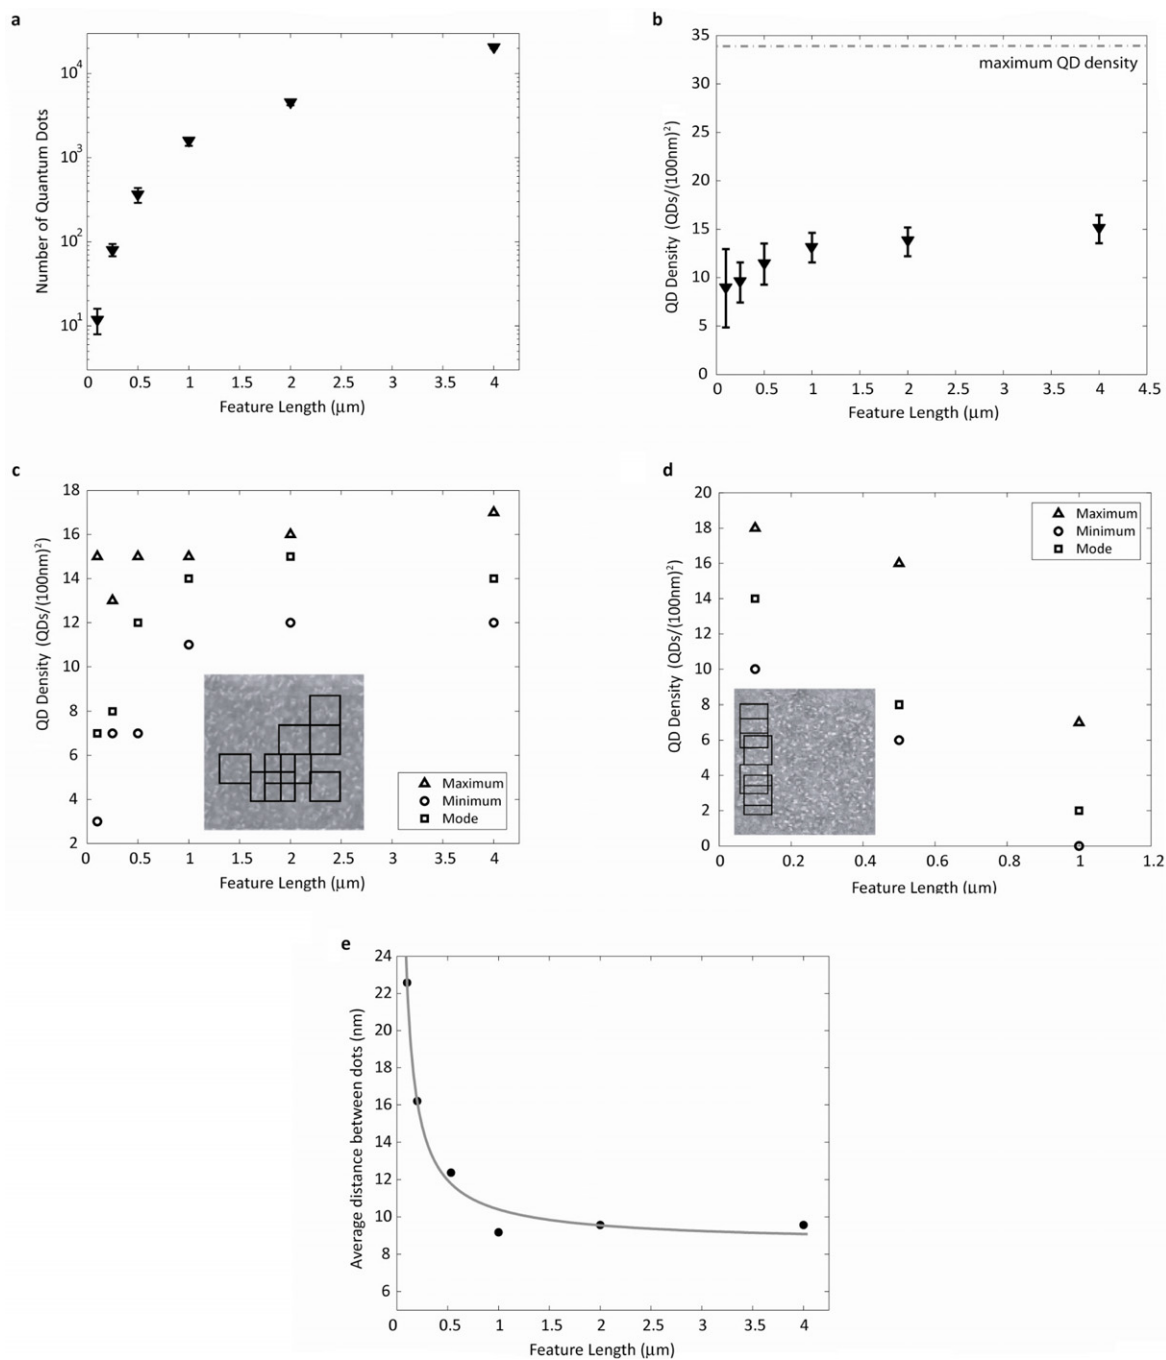 a
10⁴
10³
10²
10¹
Number of Quantum Dots
0 0.5 1 1.5 2 2.5 3 3.5 4
Feature Length (μm)
b
35
30
25
20
15
10
5
0
maximum QD density
QD Density (QDs/(100nm)²)
0 0.5 1 1.5 2 2.5 3 3.5 4 4.5
Feature Length (μm)
c
18
16
14
12
10
8
6
4
2
QD Density (QDs/(100nm)²)
Maximum
Minimum
Mode
0 0.5 1 1.5 2 2.5 3 3.5 4
Feature Length (μm)
d
20
18
16
14
12
10
8
6
4
2
0
QD Density (QDs/(100nm)²)
Maximum
Minimum
Mode
0 0.2 0.4 0.6 0.8 1 1.2
Feature Length (μm)
e
24
22
20
18
16
14
12
10
8
6
Average distance between dots (nm)
0 0.5 1 1.5 2 2.5 3 3.5 4
Feature Length (μm)